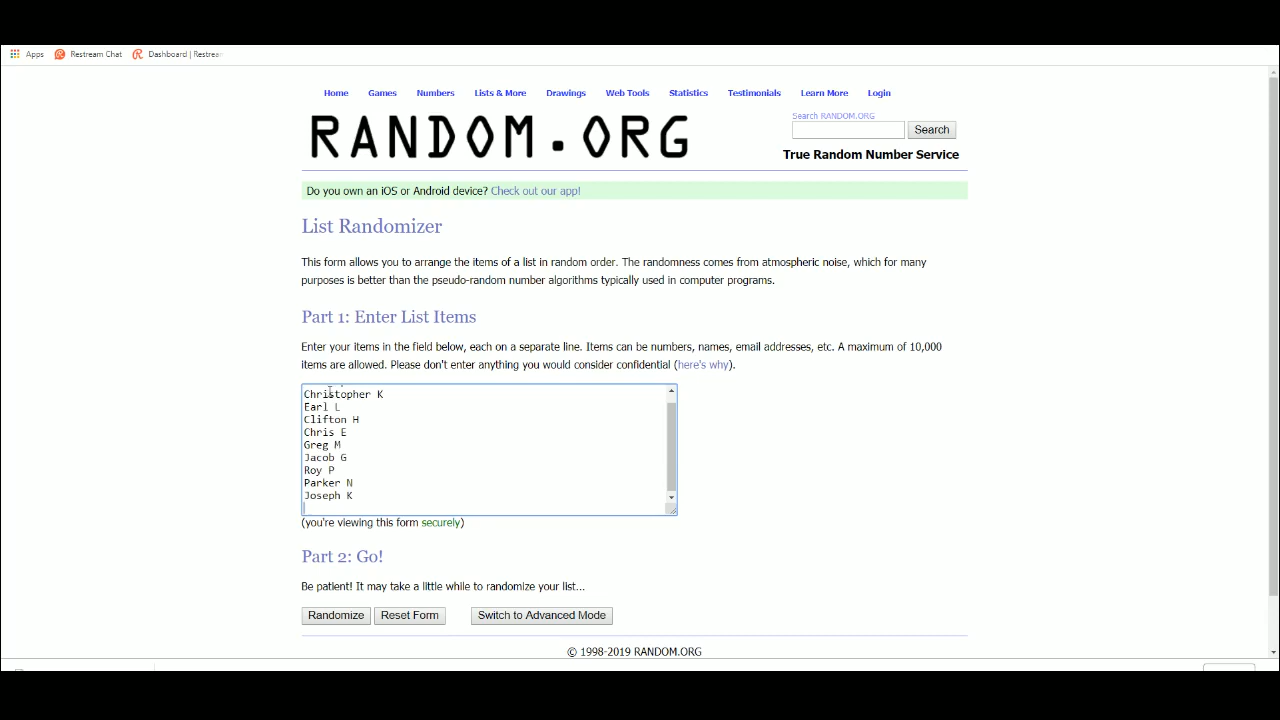 Apps Restream Chat Dashboard | Restrea
Home Games Numbers Lists & More Drawings Web Tools Statistics Testimonials Learn More Login
RANDOM.ORG
Search RANDOM.ORG
Search
True Random Number Service
Do you own an iOS or Android device? Check out our app!
List Randomizer
This form allows you to arrange the items of a list in random order. The randomness comes from atmospheric noise, which for many
purposes is better than the pseudo-random number algorithms typically used in computer programs.
Part 1: Enter List Items
Enter your items in the field below, each on a separate line. Items can be numbers, names, email addresses, etc. A maximum of 10,000
items are allowed. Please don't enter anything you would consider confidential (here's why).
Christopher K
Earl L
Clifton H
Chris E
Greg M
Jacob G
Roy P
Parker N
Joseph K
(you're viewing this form securely)
Part 2: Go!
Be patient! It may take a little while to randomize your list...
Randomize Reset Form Switch to Advanced Mode
© 1998-2019 RANDOM.ORG